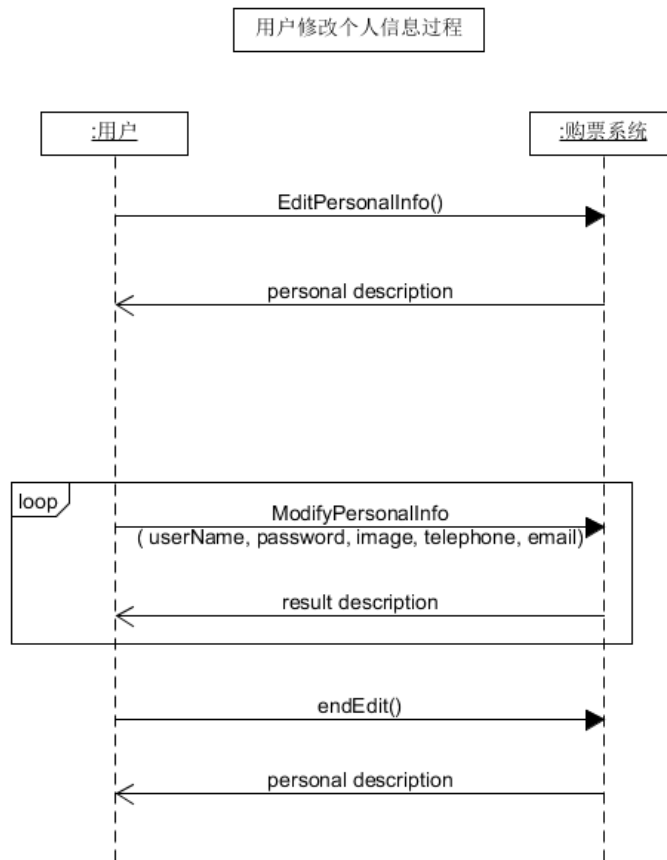 用户修改个人信息过程
:用户
:购票系统
EditPersonalInfo()
personal description
loop
ModifyPersonalInfo
( userName, password, image, telephone, email)
result description
endEdit()
personal description